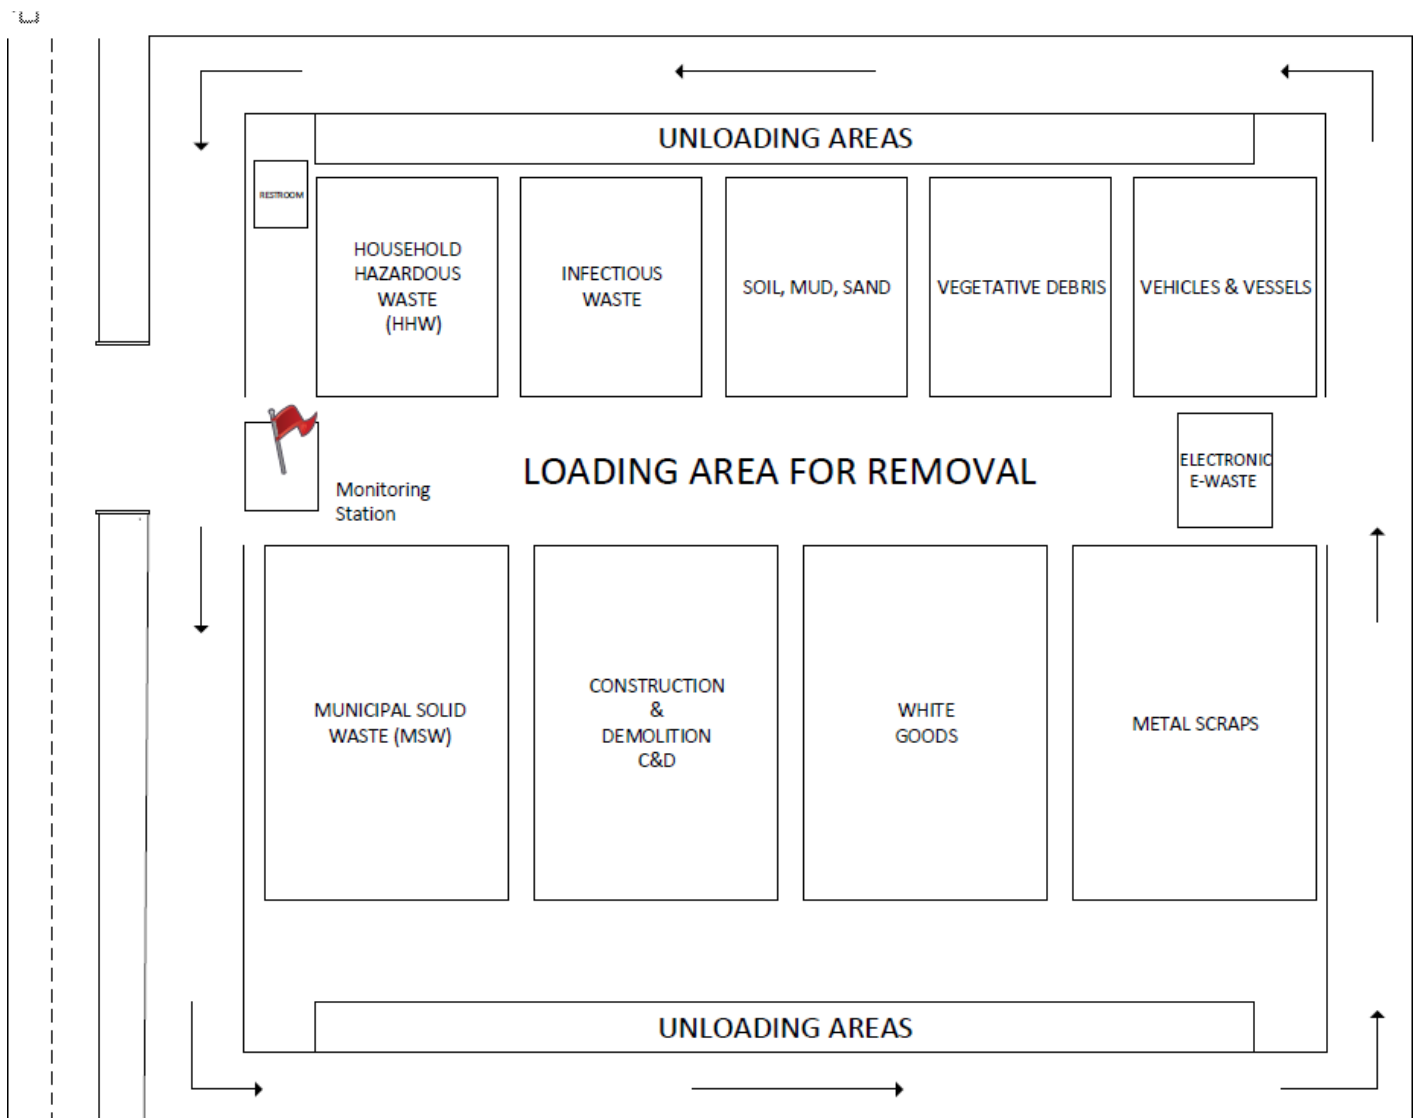 UNLOADING AREAS
RESTROOM
HOUSEHOLD
HAZARDOUS
WASTE
(HHW)
INFECTIOUS
WASTE
SOIL, MUD, SAND
VEGETATIVE DEBRIS
VEHICLES & VESSELS
Monitoring
Station
LOADING AREA FOR REMOVAL
ELECTRONIC
E-WASTE
MUNICIPAL SOLID
WASTE (MSW)
CONSTRUCTION
&
DEMOLITION
C&D
WHITE
GOODS
METAL SCRAPS
UNLOADING AREAS